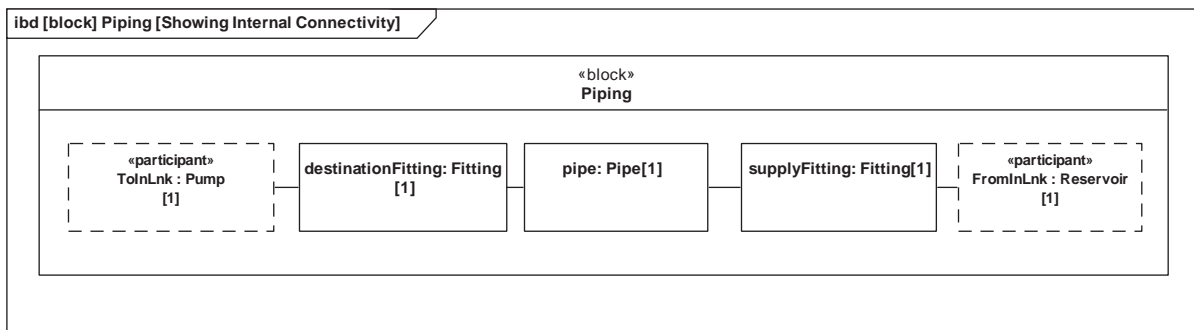 ibd [block] Piping [Showing Internal Connectivity]
«block»
Piping
«participant»
ToInLnk : Pump
[1]
destinationFitting: Fitting
[1]
pipe: Pipe[1]
supplyFitting: Fitting[1]
«participant»
FromInLnk : Reservoir
[1]